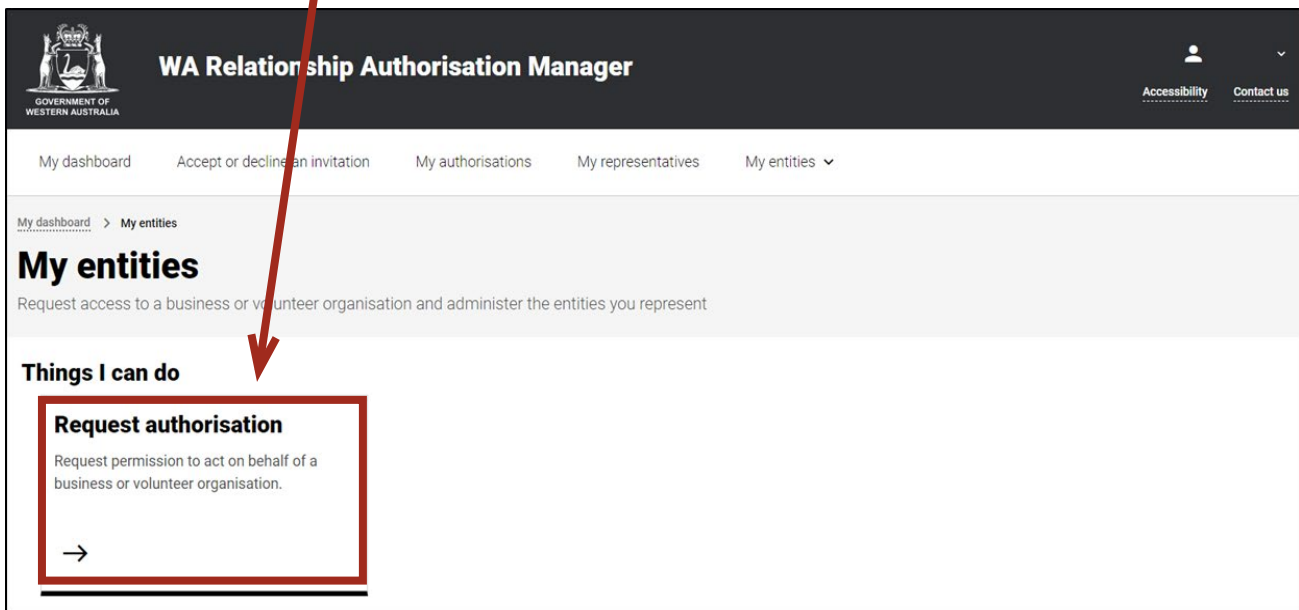 GOVERNMENT OF
WESTERN AUSTRALIA
WA Relationship Authorisation Manager
Accessibility Contact us
My dashboard Accept or decline an invitation My authorisations My representatives My entities
My dashboard > My entities
My entities
Request access to a business or volunteer organisation and administer the entities you represent
Things I can do
Request authorisation
Request permission to act on behalf of a
business or volunteer organisation.